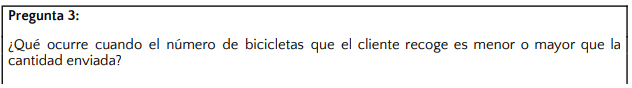 Pregunta 3:
¿Qué ocurre cuando el número de bicicletas que el cliente recoge es menor o mayor que la
cantidad enviada?